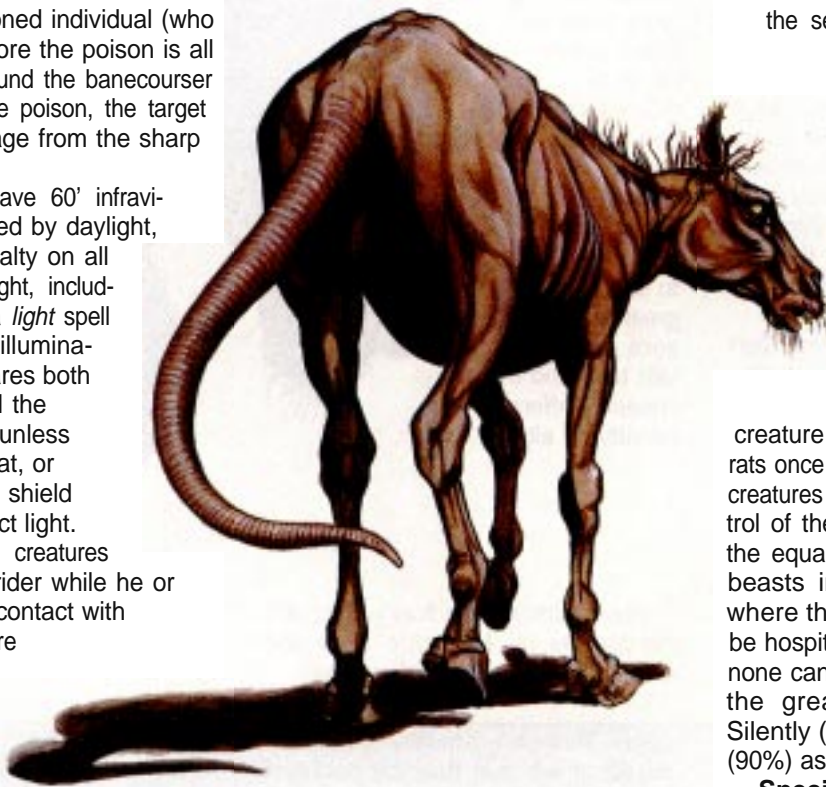 oned individual (who
ore the poison is all
und the banecourser
e poison, the target
age from the sharp
ave 60' infravi-
ed by daylight,
alty on all
ght, includ-
light spell
illumina-
res both
the
unless
at, or
shield
ct light.
creatures
rider while he or
contact with
re
the se
creature
rats once
creatures
trol of the
the equa
beasts i
where th
be hospit
none can
the grea
Silently (
(90%) as
Speci